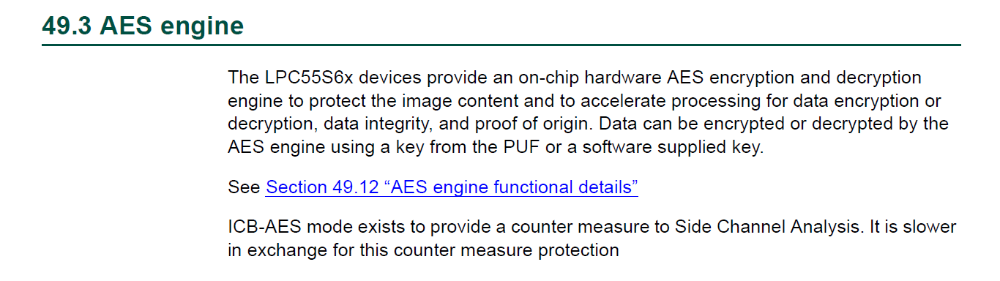 49.3 AES engine
The LPC55S6x devices provide an on-chip hardware AES encryption and decryption
engine to protect the image content and to accelerate processing for data encryption or
decryption, data integrity, and proof of origin. Data can be encrypted or decrypted by the
AES engine using a key from the PUF or a software supplied key.
See Section 49.12 “AES engine functional details”
ICB-AES mode exists to provide a counter measure to Side Channel Analysis. It is slower
in exchange for this counter measure protection